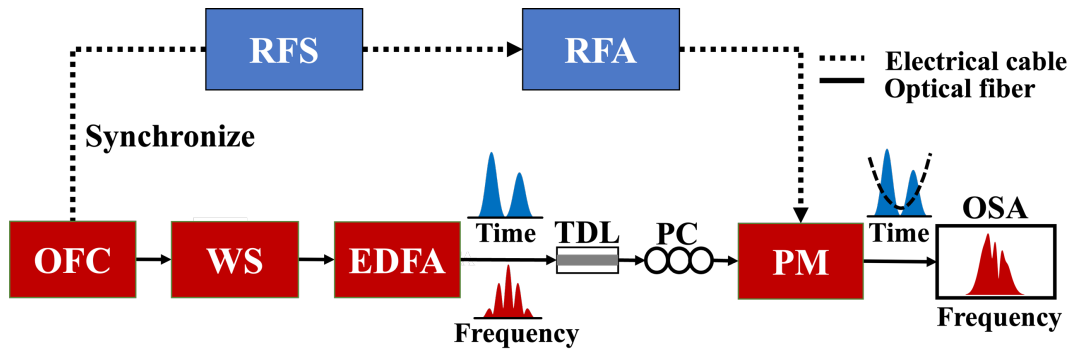 RFS
RFA
Electrical cable
Optical fiber
Synchronize
OFC
WS
EDFA
Time
TDL
PC
PM
Time
OSA
Frequency
Frequency